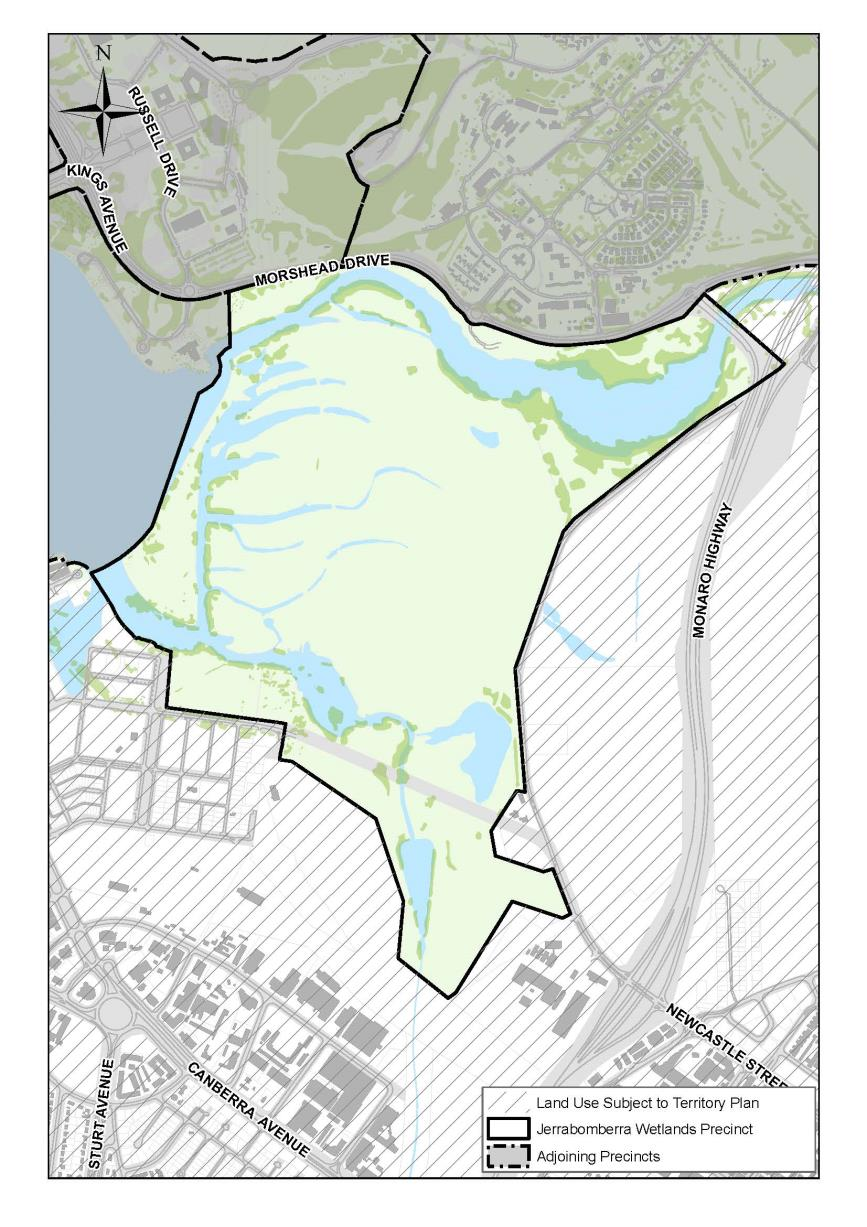 N
RUSSELL DRIVE
KINGS AVENUE
MORSHEAD DRIVE
MONARO HIGHWAY
NEWCASTLE STREE
CANBERRA AVENUE
STURT AVENUE
Land Use Subject to Territory Plan
Jerrabomberra Wetlands Precinct
Adjoining Precincts